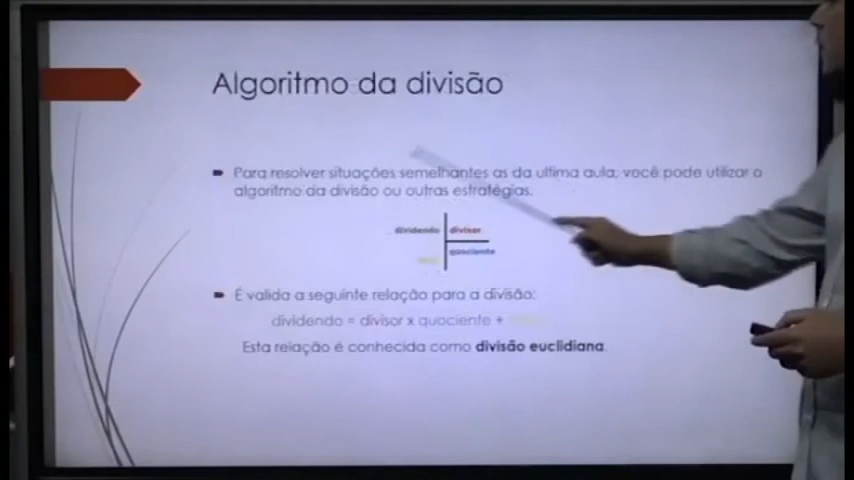 Algoritmo da divisão
Para resolver situações semelhantes as da ultima aula, você pode utilizar o
algoritmo da divisão ou outras estratégias.
dividendo divisor
quociente
É valida a seguinte relação para a divisão:
dividendo = divisor x quociente +
Esta relação é conhecida como divisão euclidiana.